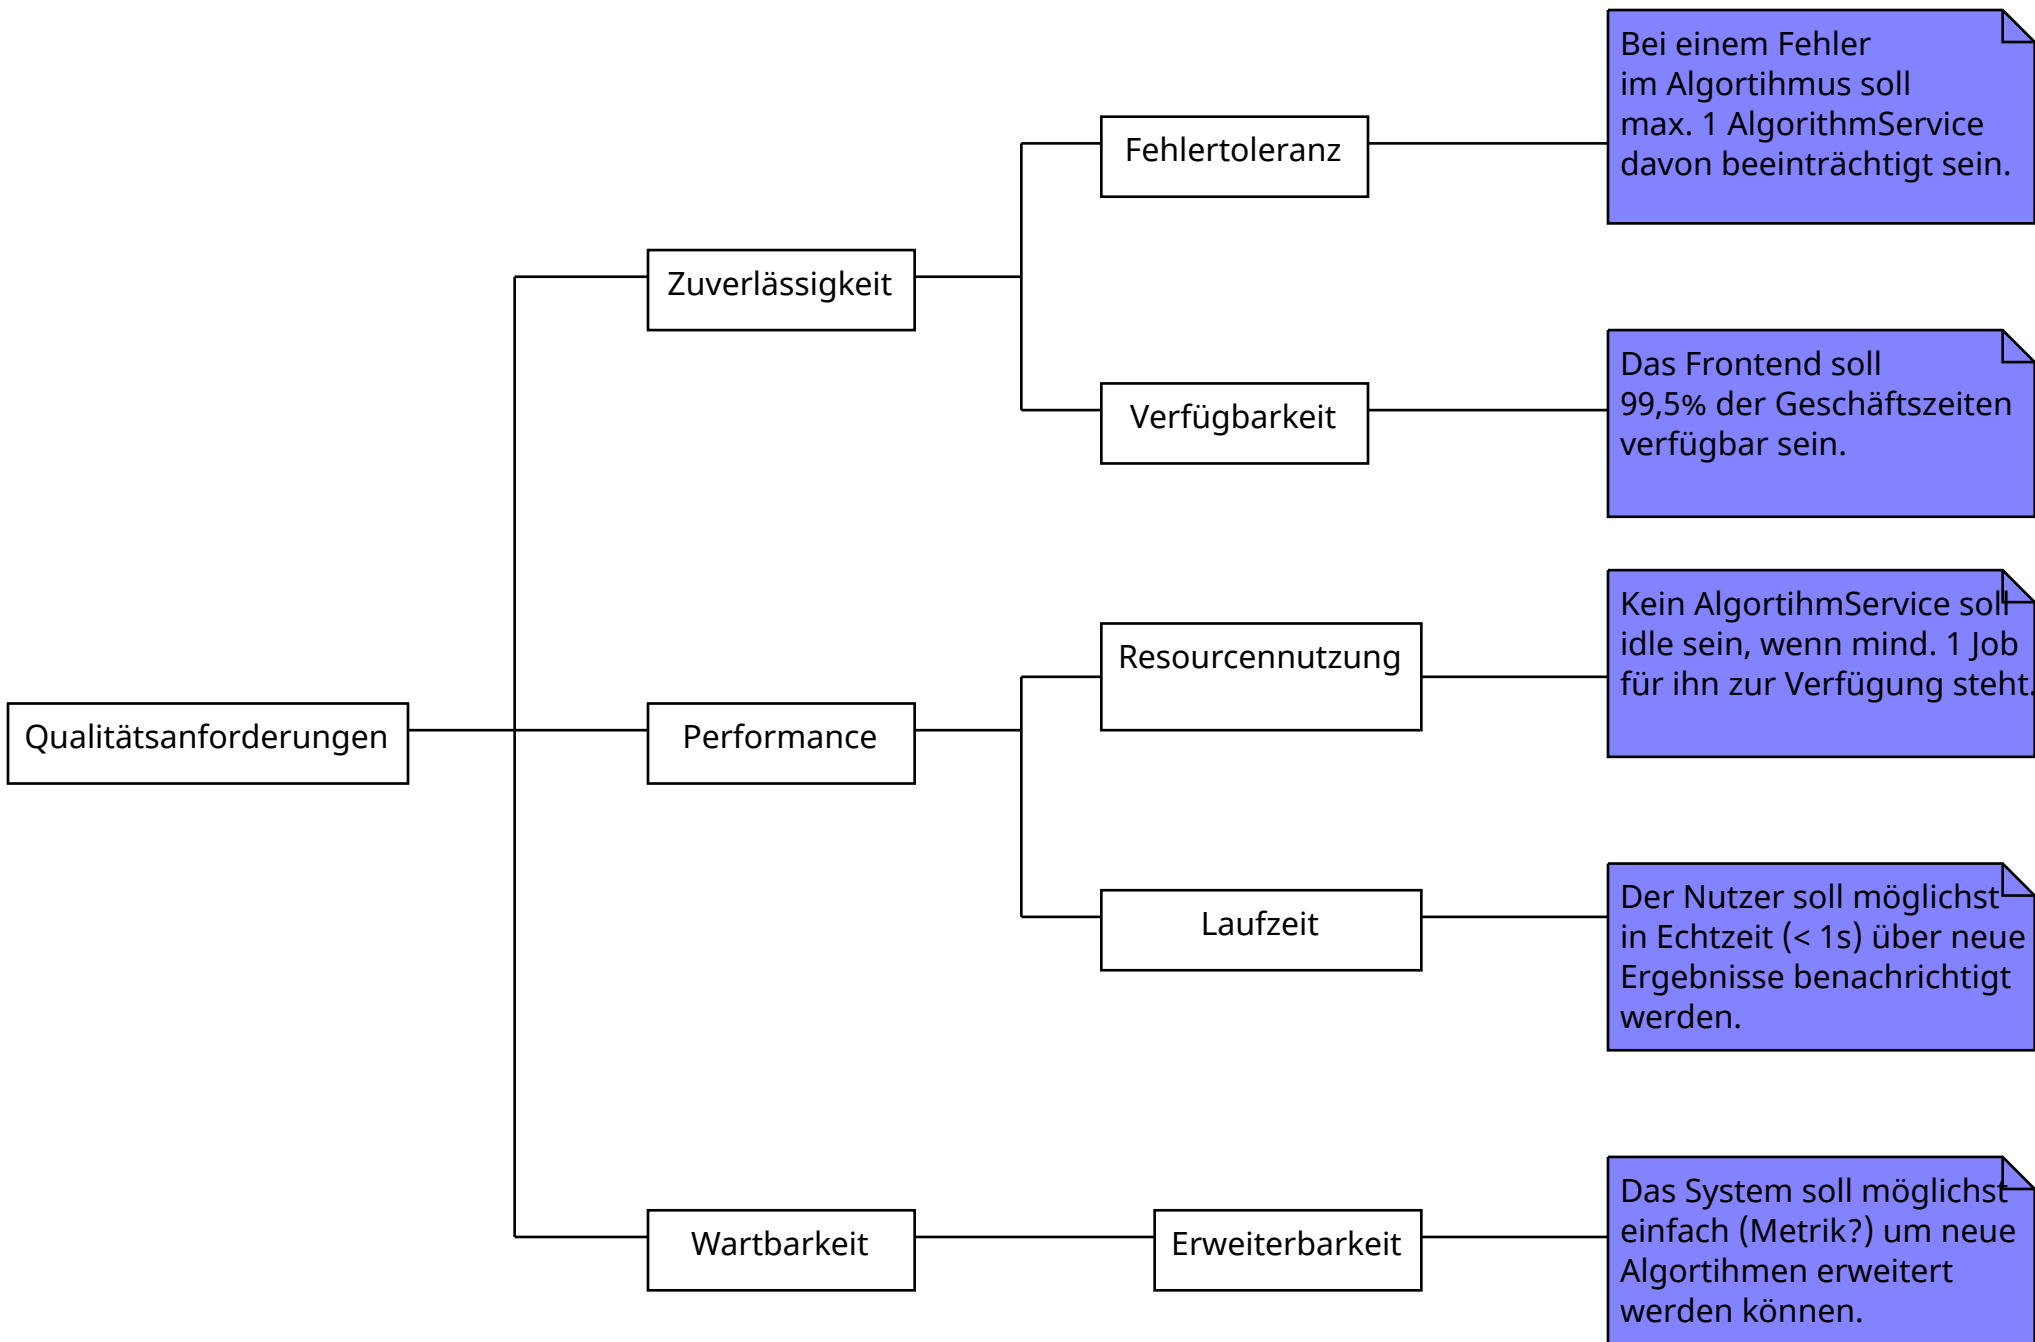 Bei einem Fehler
im Algortihmus soll
max. 1 AlgorithmService
davon beeinträchtigt sein.
Fehlertoleranz
Zuverlässigkeit
Das Frontend soll
99,5% der Geschäftszeiten
verfügbar sein.
Verfügbarkeit
Kein AlgortihmService soll
idle sein, wenn mind. 1 Job
für ihn zur Verfügung steht.
Resourcennutzung
Qualitätsanforderungen
Performance
Der Nutzer soll möglichst
in Echtzeit (< 1s) über neue
Ergebnisse benachrichtigt
werden.
Laufzeit
Das System soll möglichst
einfach (Metrik?) um neue
Algortihmen erweitert
werden können.
Wartbarkeit
Erweiterbarkeit